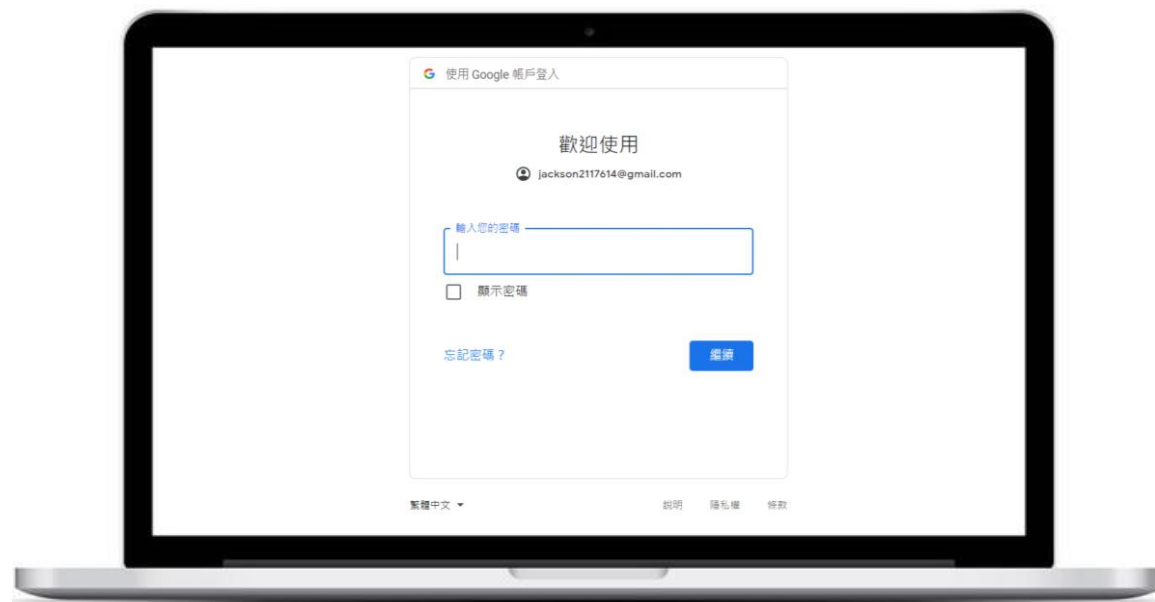 使用 Google 帳戶登入
歡迎使用
jackson2117614@gmail.com
輸入您的密碼
顯示密碼
忘記密碼？
繼續
繁體中文
說明 隱私權 條款